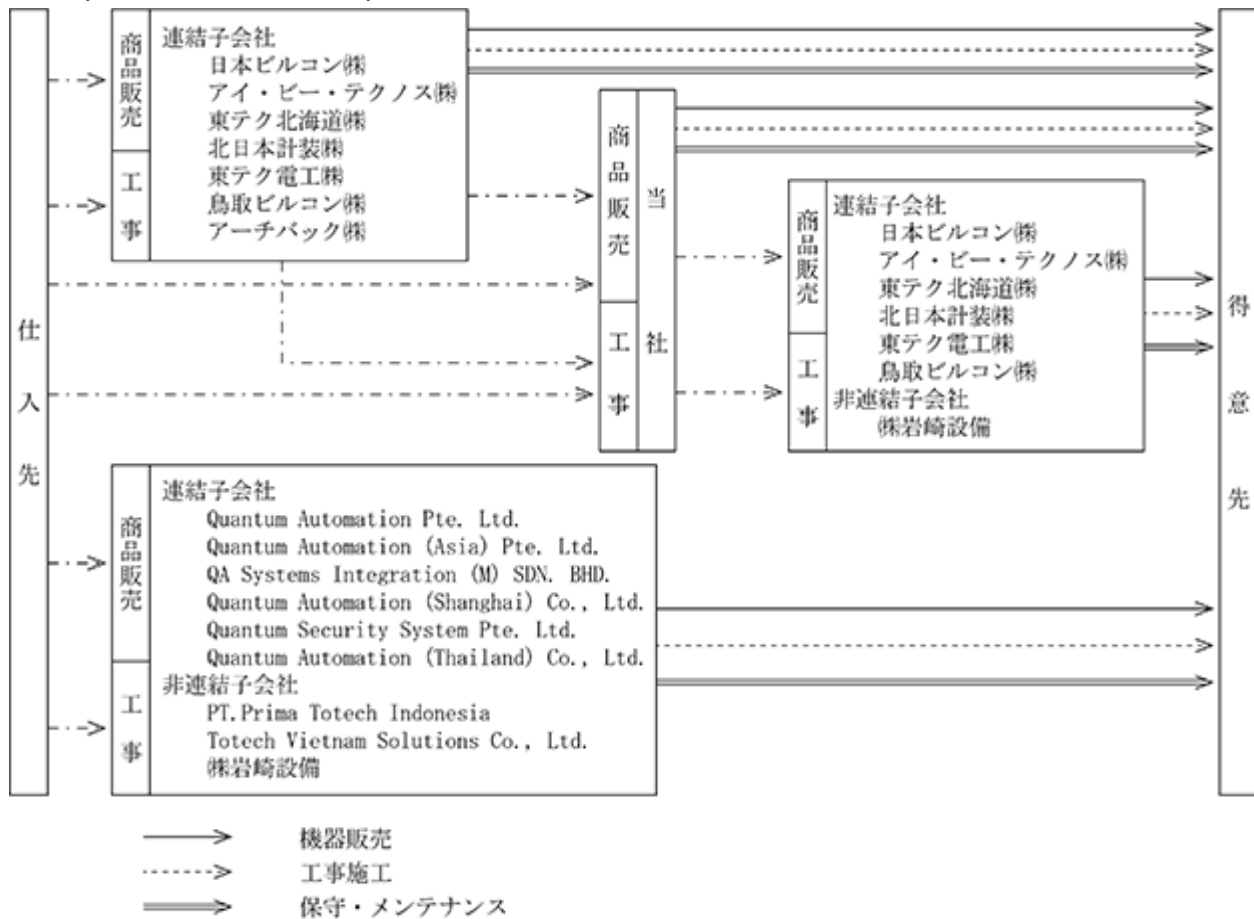 仕入先
商品販売
工事
連結子会社
日本ビルコン㈱
アイ・ビー・テクノス㈱
東テク北海道㈱
北日本計装㈱
東テク電工㈱
鳥取ビルコン㈱
アーチバック㈱
商品販売
工事
当社
商品販売
工事
連結子会社
日本ビルコン㈱
アイ・ビー・テクノス㈱
東テク北海道㈱
北日本計装㈱
東テク電工㈱
鳥取ビルコン㈱
非連結子会社
㈱岩崎設備
得意先
商品販売
工事
連結子会社
Quantum Automation Pte. Ltd.
Quantum Automation (Asia) Pte. Ltd.
QA Systems Integration (M) SDN. BHD.
Quantum Automation (Shanghai) Co., Ltd.
Quantum Security System Pte. Ltd.
Quantum Automation (Thailand) Co., Ltd.
非連結子会社
PT.Prima Totech Indonesia
Totech Vietnam Solutions Co., Ltd.
㈱岩崎設備
機器販売
工事施工
保守・メンテナンス